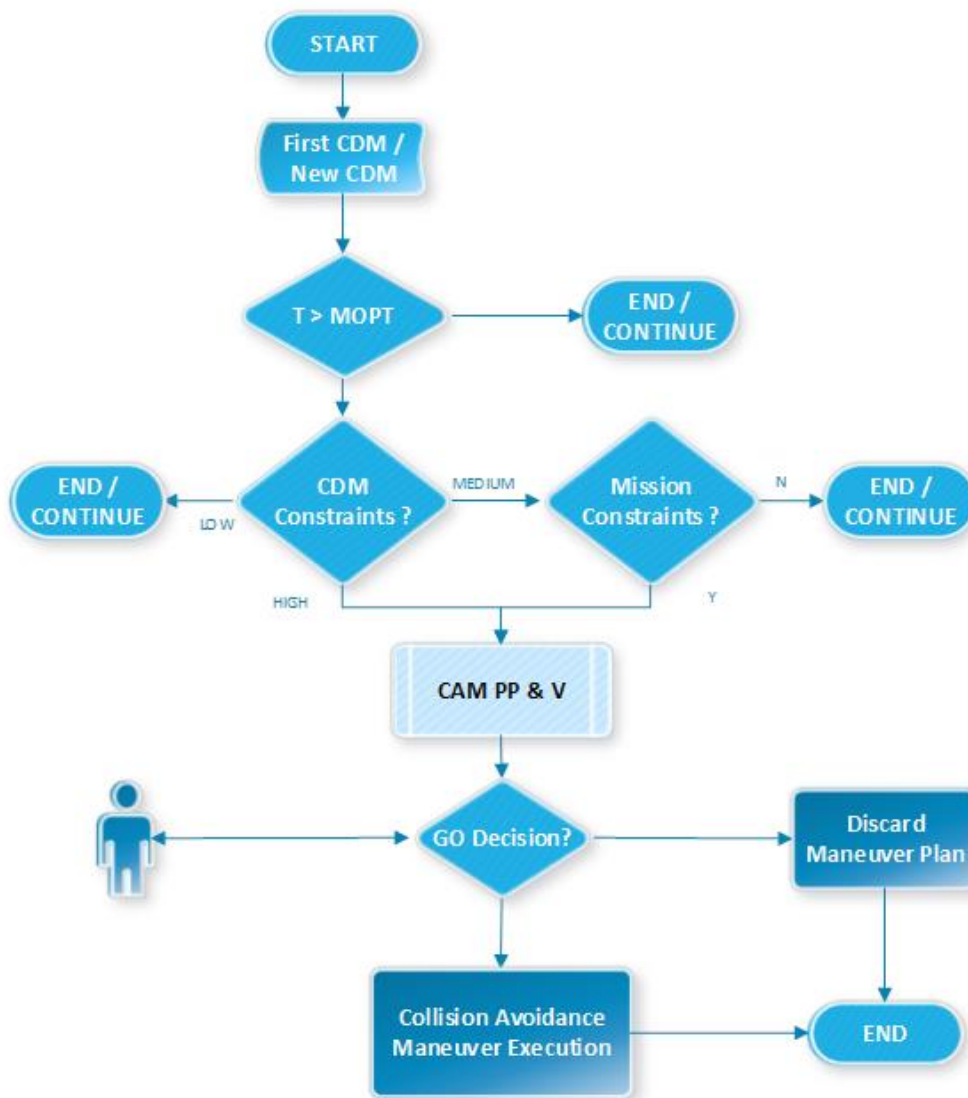 START
First CDM /
New CDM
T > MOPT
END /
CONTINUE
END /
CONTINUE
LOW
CDM
Constraints ?
MEDIUM
Mission
Constraints ?
N
END /
CONTINUE
HIGH
Y
CAM PP & V
GO Decision?
Discard
Maneuver Plan
Collision Avoidance
Maneuver Execution
END